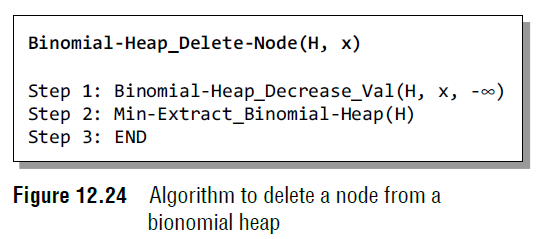 Binomial-Heap_Delete-Node(H, x)
Step 1: Binomial-Heap_Decrease_Val(H, x, -∞)
Step 2: Min-Extract_Binomial-Heap(H)
Step 3: END
Figure 12.24 Algorithm to delete a node from a
bionomial heap